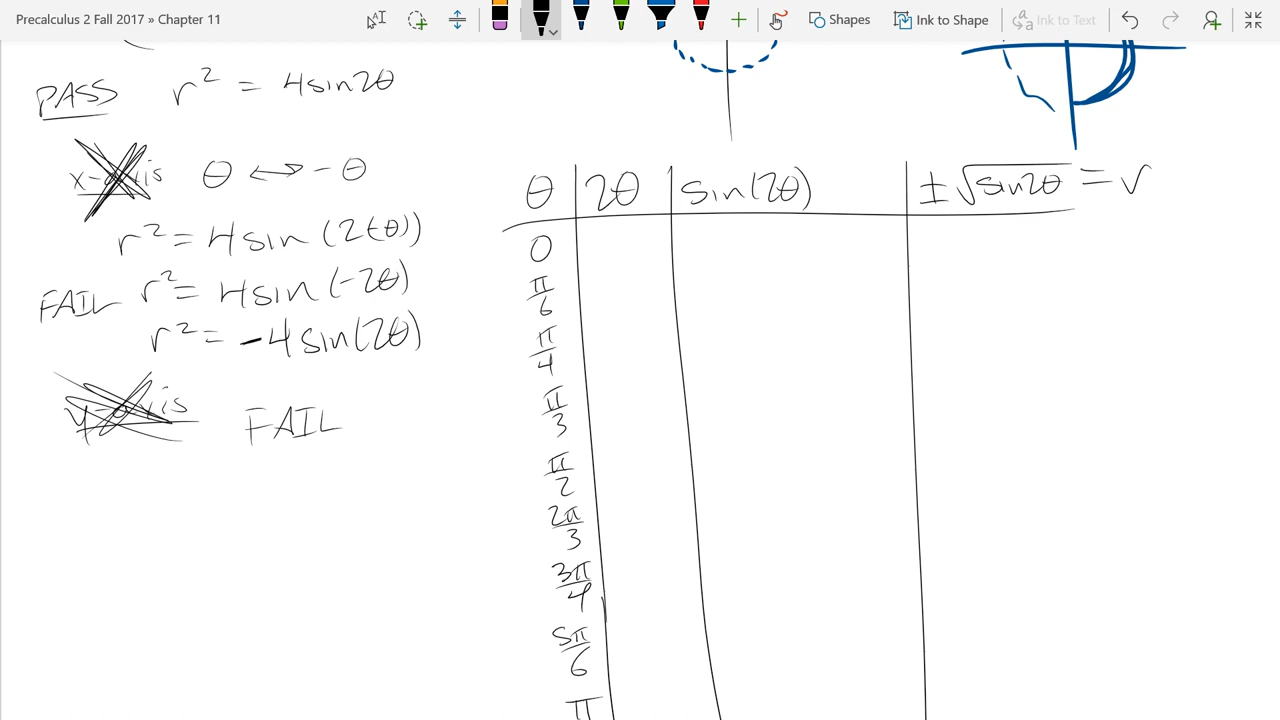 Precalculus 2 Fall 2017 » Chapter 11
Shapes
Ink to Shape
Ink to Text
PASS r² = 4sin2θ
x-axis θ ↔ -θ
r² = 4sin(2(-θ))
FAIL r² = 4sin(-2θ)
r² = -4sin(2θ)
y-axis FAIL
θ 2θ sin(2θ) ±√sin2θ = r
0
π/6
π/4
π/3
π/2
2π/3
3π/4
5π/6
π